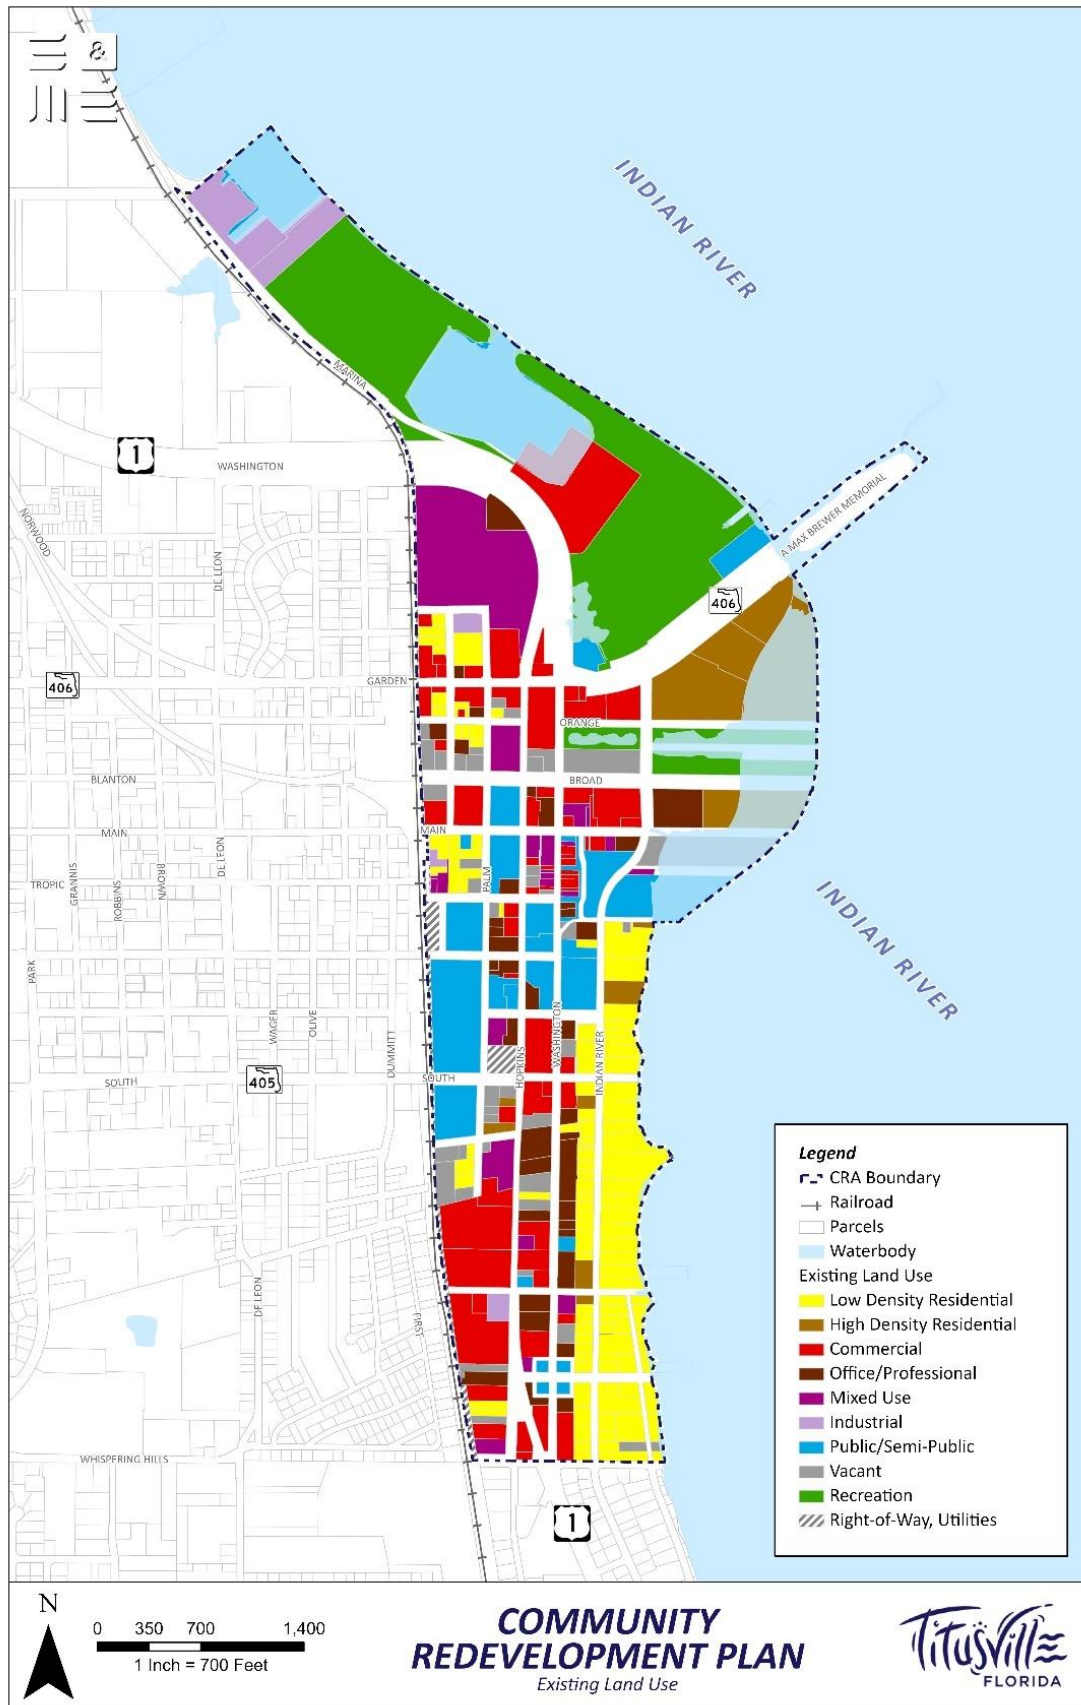 &
INDIAN RIVER
MARINA
1
WASHINGTON
NORWOOD
DE LEON
A MAX BREWER MEMORIAL
406
406
GARDEN
ORANGE
BLANTON
BROAD
MAIN
MAIN
DE LEON
TROPIC
GRANNIS
ROBBINS
BROWN
PALM
INDIAN RIVER
PARK
WAGER
OLIVE
DUMMITT
HOPKINS
WASHINGTON
INDIAN RIVER
SOUTH
405
SOUTH
DE LEON
FIRST
WHISPERING HILLS
1
Legend
CRA Boundary
Railroad
Parcels
Waterbody
Existing Land Use
Low Density Residential
High Density Residential
Commercial
Office/Professional
Mixed Use
Industrial
Public/Semi-Public
Vacant
Recreation
Right-of-Way, Utilities
N
0 350 700 1,400
1 Inch = 700 Feet
COMMUNITY
REDEVELOPMENT PLAN
Existing Land Use
Titusville
FLORIDA